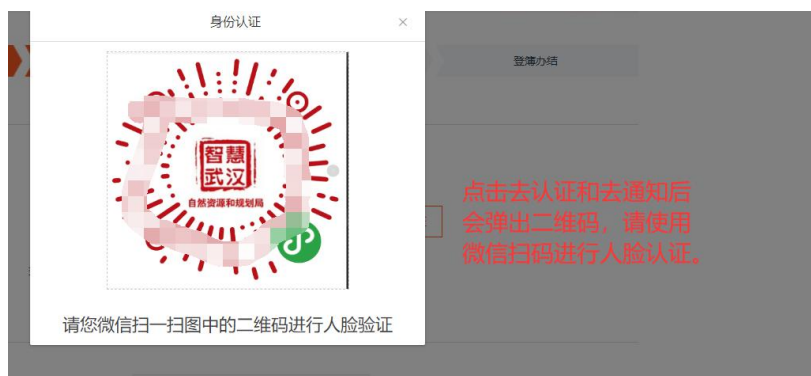 身份认证
×
登簿办结
智慧
武汉
自然资源和规划局
点击去认证和去通知后
会弹出二维码，请使用
微信扫码进行人脸认证。
请您微信扫一扫图中的二维码进行人脸验证